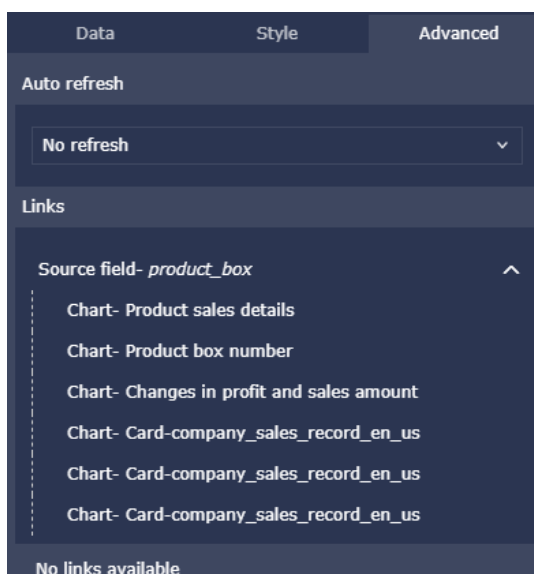 Data Style Advanced
Auto refresh
No refresh
Links
Source field- product_box
Chart- Product sales details
Chart- Product box number
Chart- Changes in profit and sales amount
Chart- Card-company_sales_record_en_us
Chart- Card-company_sales_record_en_us
Chart- Card-company_sales_record_en_us
No links available